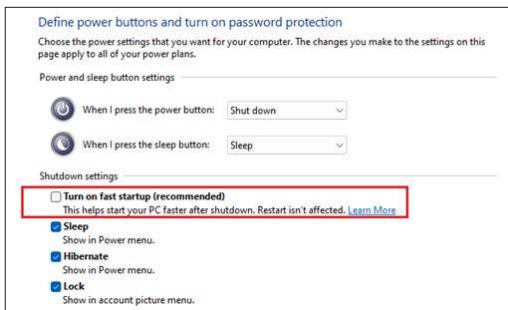 Define power buttons and turn on password protection
Choose the power settings that you want for your computer. The changes you make to the settings on this
page apply to all of your power plans.
Power and sleep button settings
When I press the power button: Shut down
When I press the sleep button: Sleep
Shutdown settings
Turn on fast startup (recommended)
This helps start your PC faster after shutdown. Restart isn't affected. Learn More
Sleep
Show in Power menu.
Hibernate
Show in Power menu.
Lock
Show in account picture menu.